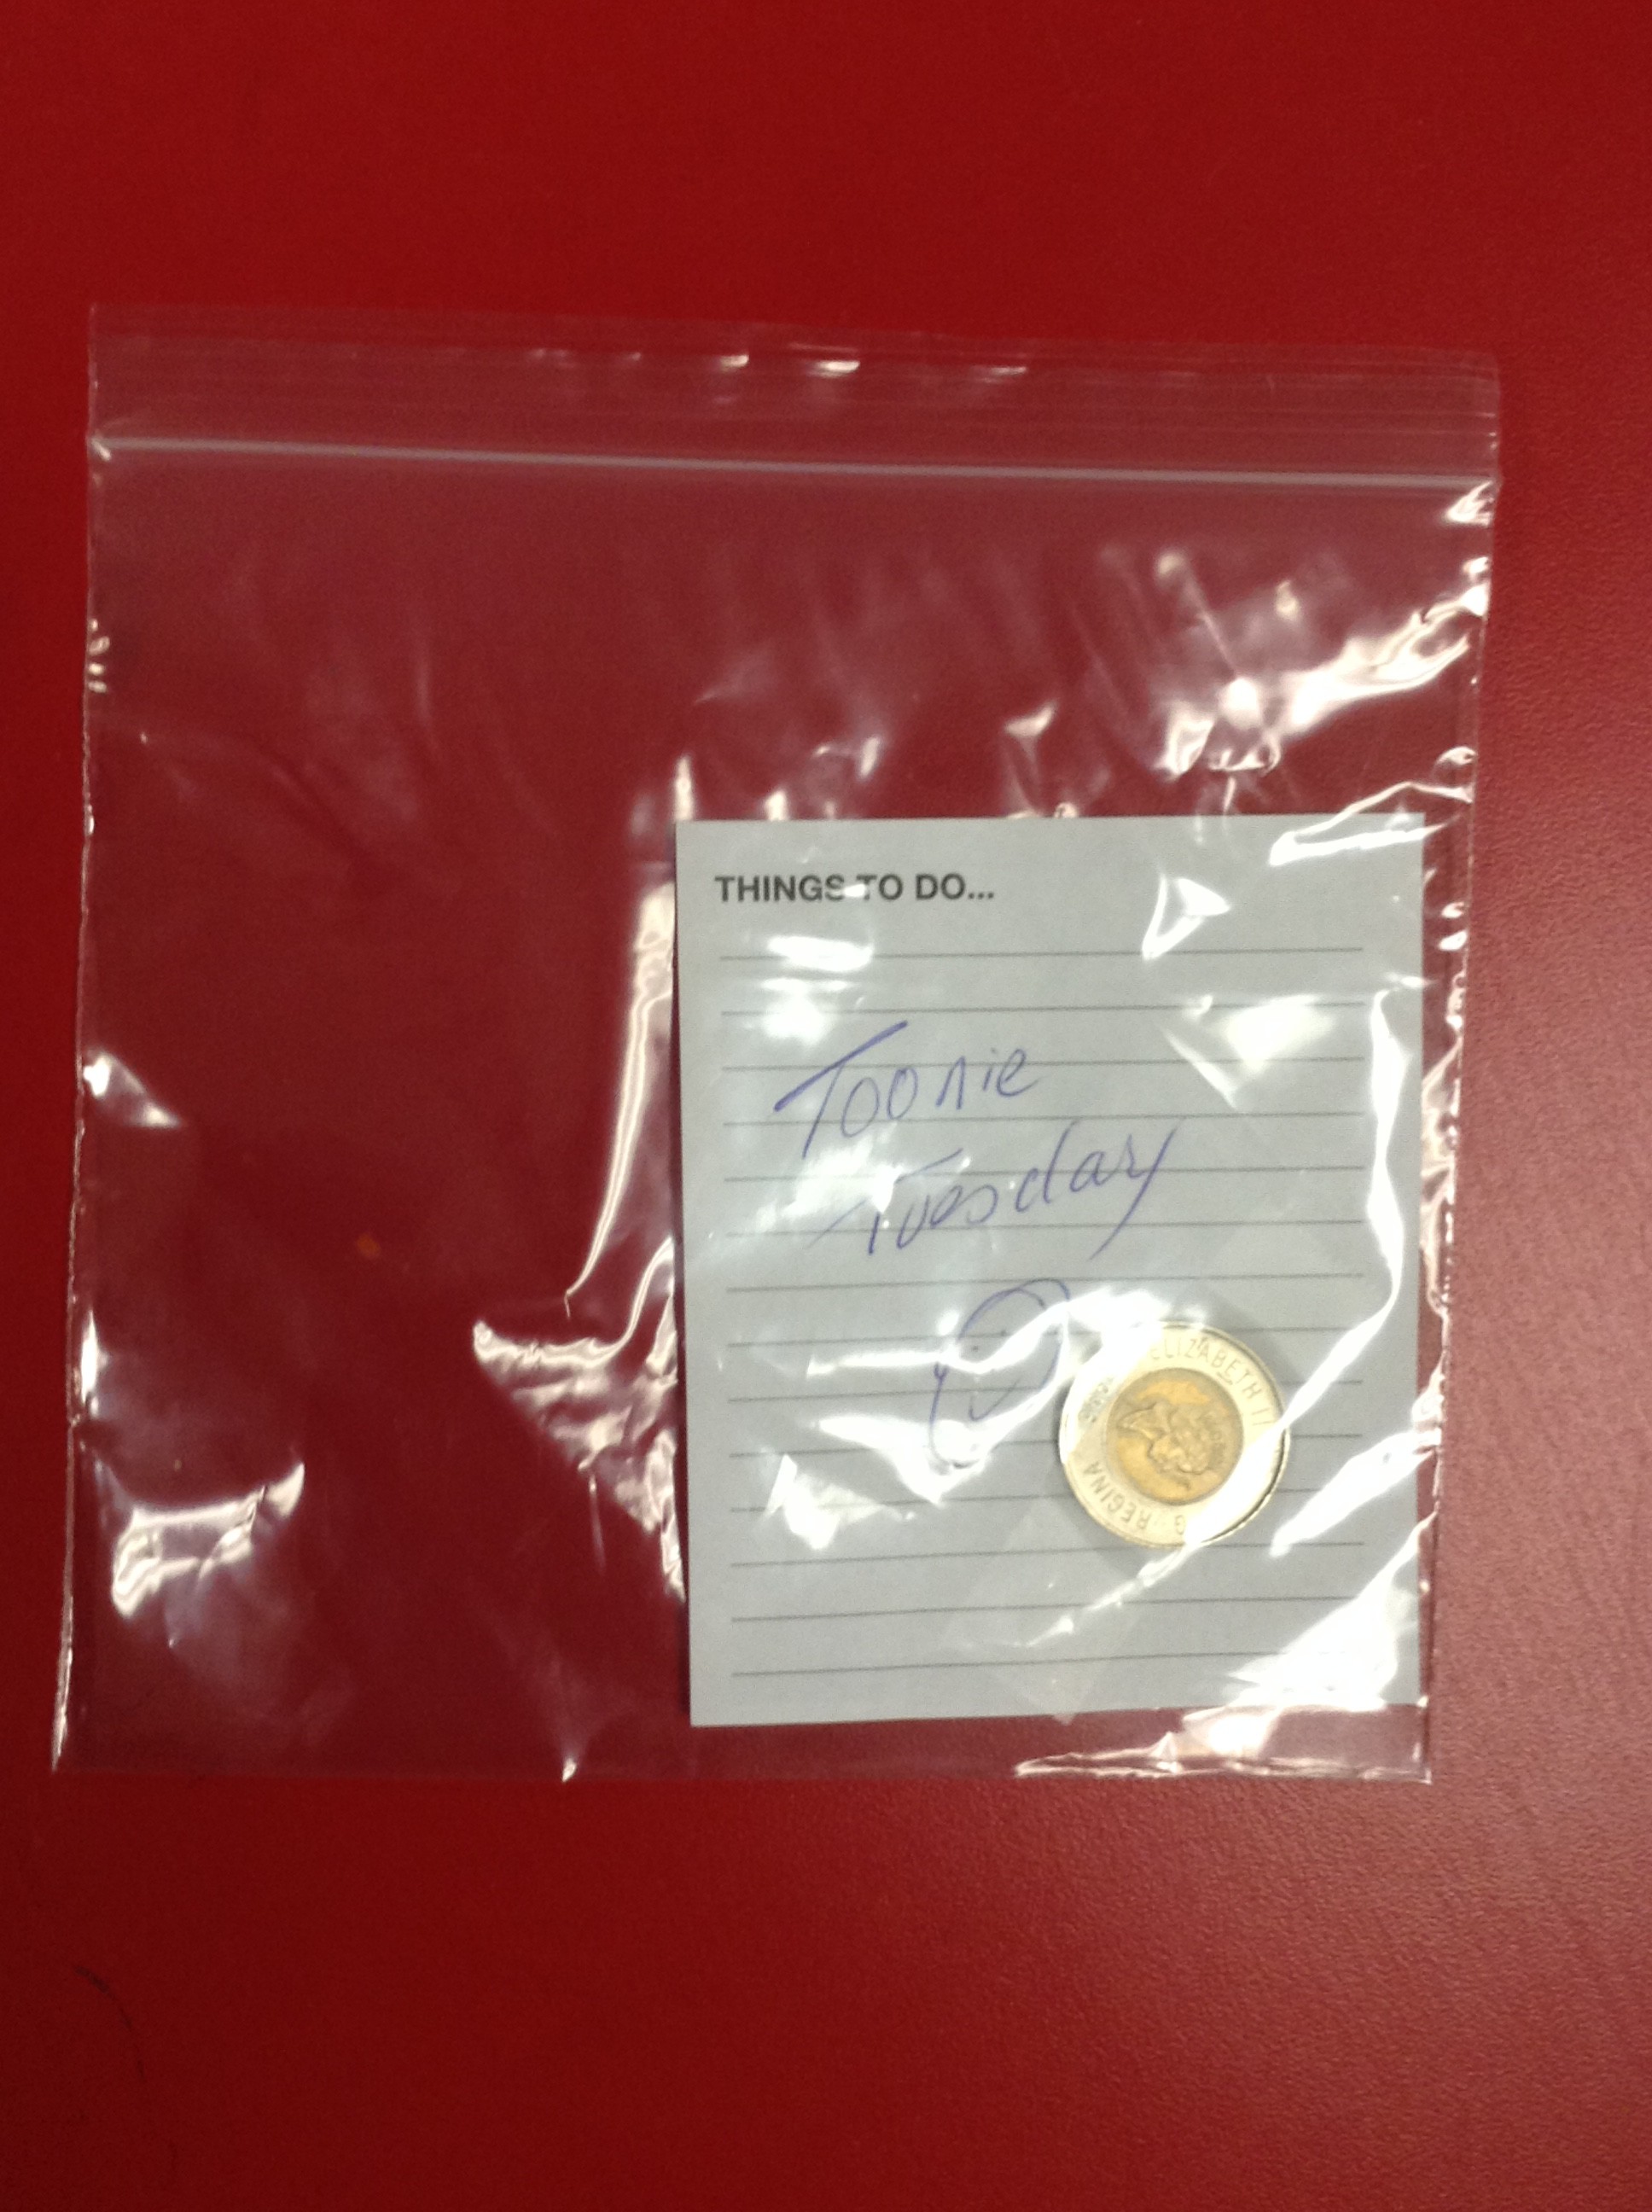 THINGS TO DO...
Toonie
Tuesday
ELIZABETH II
G · REGINA